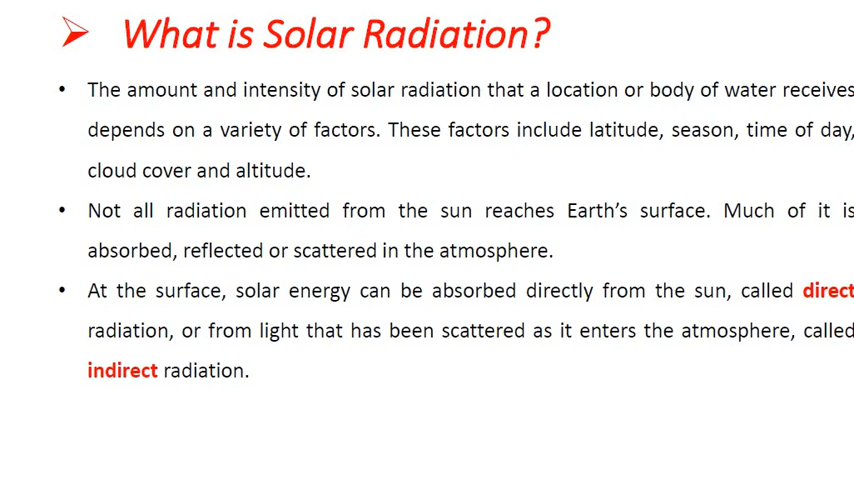 What is Solar Radiation?
• The amount and intensity of solar radiation that a location or body of water receives
depends on a variety of factors. These factors include latitude, season, time of day,
cloud cover and altitude.
• Not all radiation emitted from the sun reaches Earth’s surface. Much of it is
absorbed, reflected or scattered in the atmosphere.
• At the surface, solar energy can be absorbed directly from the sun, called direct
radiation, or from light that has been scattered as it enters the atmosphere, called
indirect radiation.